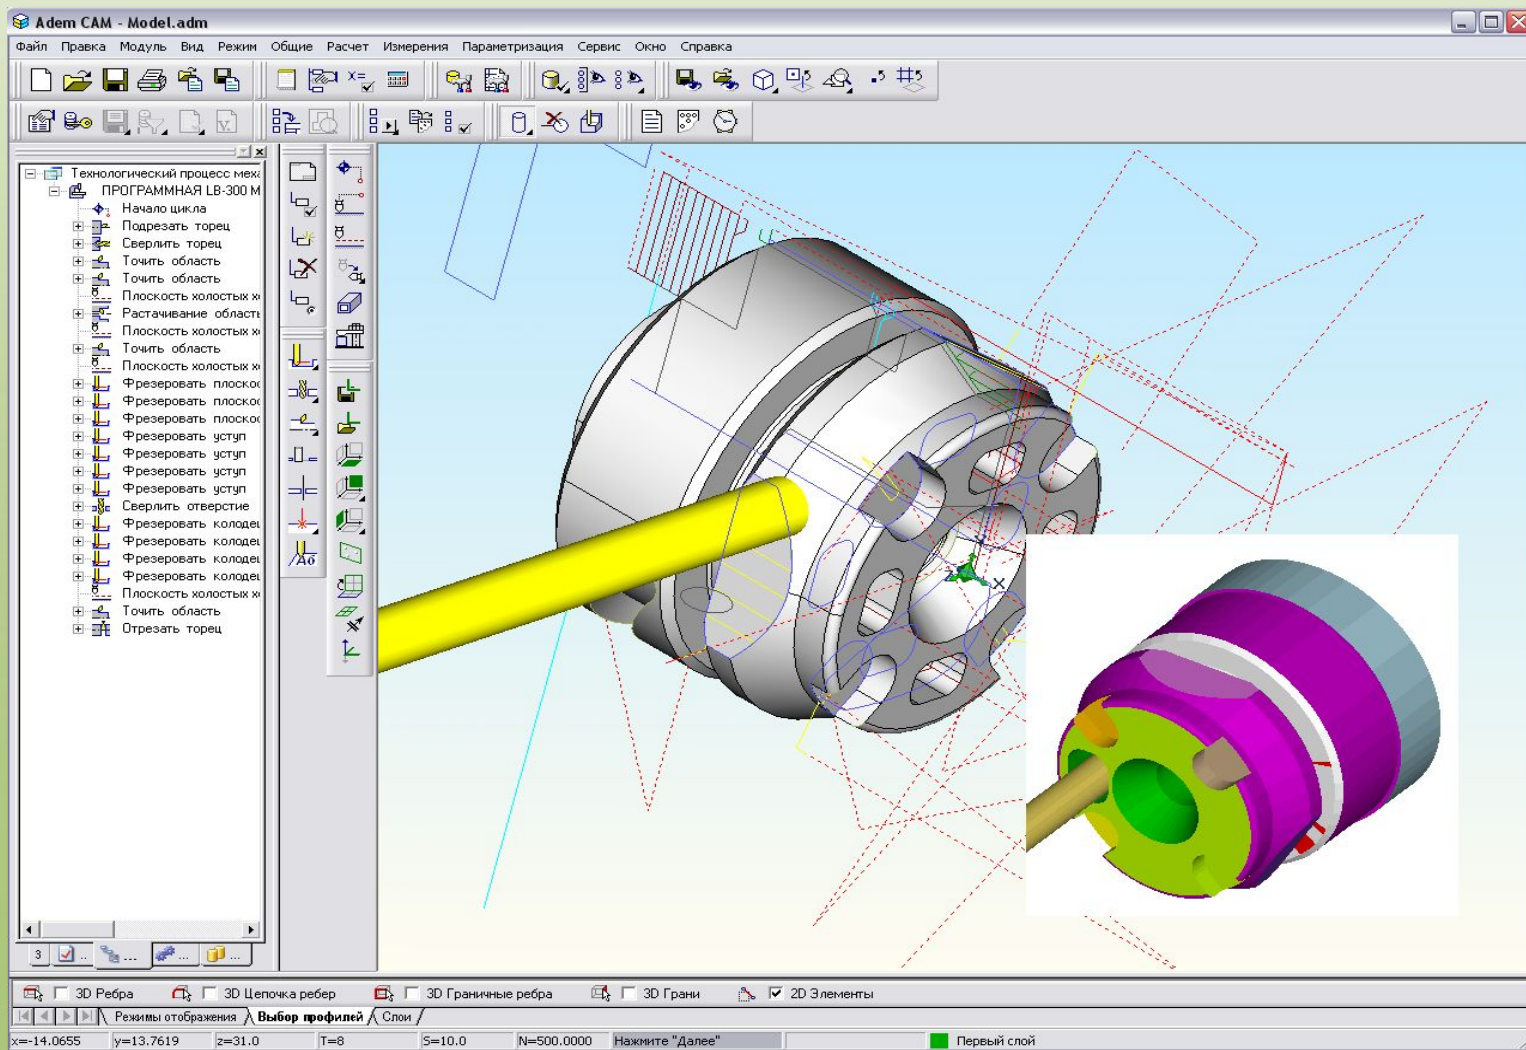 Adem CAM - Model.adm
Файл Правка Модуль Вид Режим Общие Расчет Измерения Параметризация Сервис Окно Справка
Технологический процесс меха
ПРОГРАММНАЯ LB-300 М
Начало цикла
Подрезать торец
Сверлить торец
Точить область
Точить область
Плоскость холостых х
Растачивание област
Плоскость холостых х
Точить область
Плоскость холостых х
Фрезеровать плоско
Фрезеровать плоско
Фрезеровать плоско
Фрезеровать уступ
Фрезеровать уступ
Фрезеровать уступ
Фрезеровать уступ
Сверлить отверстие
Фрезеровать колоде
Фрезеровать колоде
Фрезеровать колоде
Фрезеровать колоде
Плоскость холостых х
Точить область
Отрезать торец
Z X
3 .. ... ... ...
3D Ребра 3D Цепочка ребер 3D Граничные ребра 3D Грани 2D Элементы
Режимы отображения Выбор профилей Слои
x=-14.0655 y=13.7619 z=31.0 T=8 S=10.0 N=500.0000 Нажмите "Далее" Первый слой